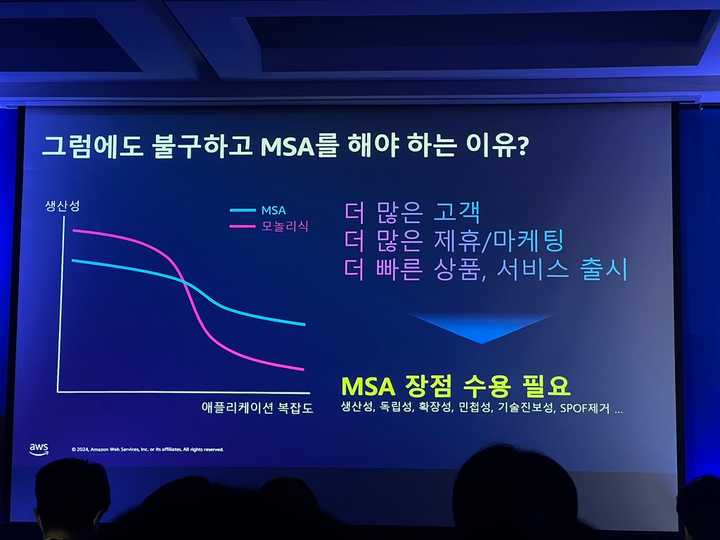 그럼에도 불구하고 MSA를 해야 하는 이유?
생산성
MSA
모놀리식
애플리케이션 복잡도
더 많은 고객
더 많은 제휴/마케팅
더 빠른 상품, 서비스 출시
MSA 장점 수용 필요
생산성, 독립성, 확장성, 민첩성, 기술진보성, SPOF제거 ...
aws
© 2024, Amazon Web Services, Inc. or its affiliates. All rights reserved.